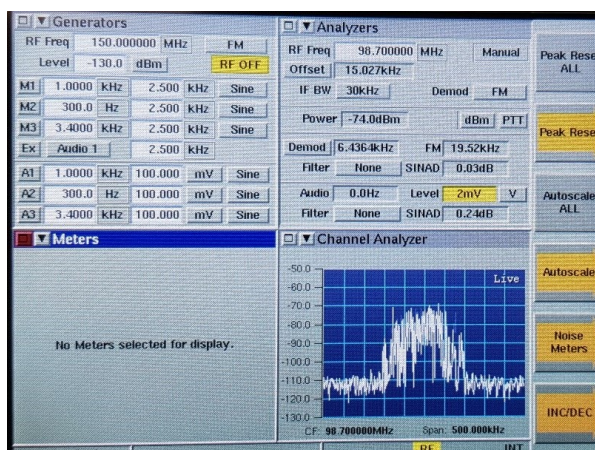 Generators
RF Freq 150.000000 MHz FM
Level -130.0 dBm RF OFF
M1 1.0000 kHz 2.500 kHz Sine
M2 300.0 Hz 2.500 kHz Sine
M3 3.4000 kHz 2.500 kHz Sine
Ex Audio 1 2.500 kHz
A1 1.0000 kHz 100.000 mV Sine
A2 300.0 Hz 100.000 mV Sine
A3 3.4000 kHz 100.000 mV Sine
Analyzers
RF Freq 98.700000 MHz Manual
Offset 15.027kHz
IF BW 30kHz Demod FM
Power -74.0dBm dBm PTT
Demod 6.4364kHz FM 19.52kHz
Filter None SINAD 0.03dB
Audio 0.0Hz Level 2mV V
Filter None SINAD 0.24dB
Meters
No Meters selected for display.
Channel Analyzer
Live
-50.0
-60.0
-70.0
-80.0
-90.0
-100.0
-110.0
-120.0
-130.0
CF: 98.700000MHz Span: 500.000kHz
RF INT
Peak Rese
ALL
Peak Rese
Autoscale
ALL
Autoscale
Noise
Meters
INC/DEC